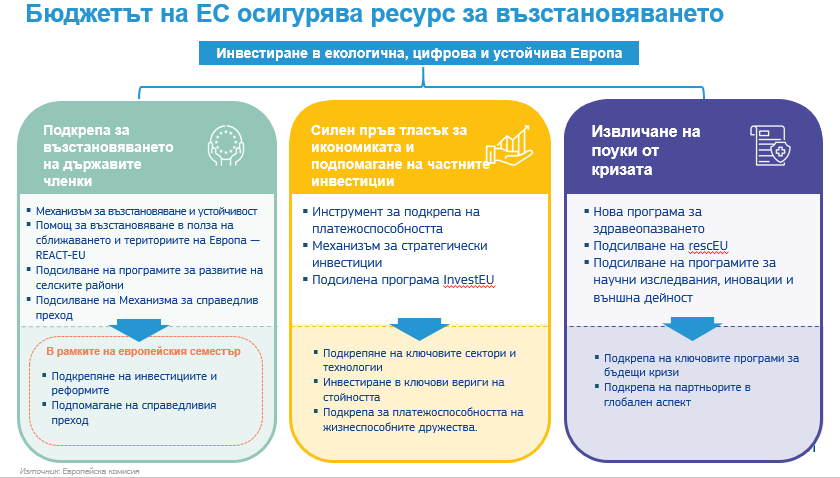 Бюджетът на ЕС осигурява ресурс за възстановяването
Инвестиране в екологична, цифрова и устойчива Европа
Подкрепа за
възстановяването
на държавите
членки
▪ Механизъм за възстановяване и устойчивост
▪ Помощ за възстановяване в полза на
сближаването и териториите на Европа —
REACT-EU
▪ Подсилване на програмите за развитие на
селските райони
▪ Подсилване на Механизма за справедлив
преход
В рамките на европейския семестър
▪ Подкрепяне на инвестициите и
реформите
▪ Подпомагане на справедливия
преход
Силен пръв тласък за
икономиката и
подпомагане на частните
инвестиции
▪ Инструмент за подкрепа на
платежоспособността
▪ Механизъм за стратегически
инвестиции
▪ Подсилена програма InvestEU
▪ Подкрепяне на ключовите сектори и
технологии
▪ Инвестиране в ключови вериги на
стойността
▪ Подкрепа за платежоспособността на
жизнеспособните дружества.
Извличане на
поуки от
кризата
▪ Нова програма за
здравеопазването
▪ Подсилване на rescEU
▪ Подсилване на програмите за
научни изследвания, иновации и
външна дейност
▪ Подкрепа на ключовите програми за
бъдещи кризи
▪ Подкрепа на партньорите в
глобален аспект
Източник: Европейска комисия